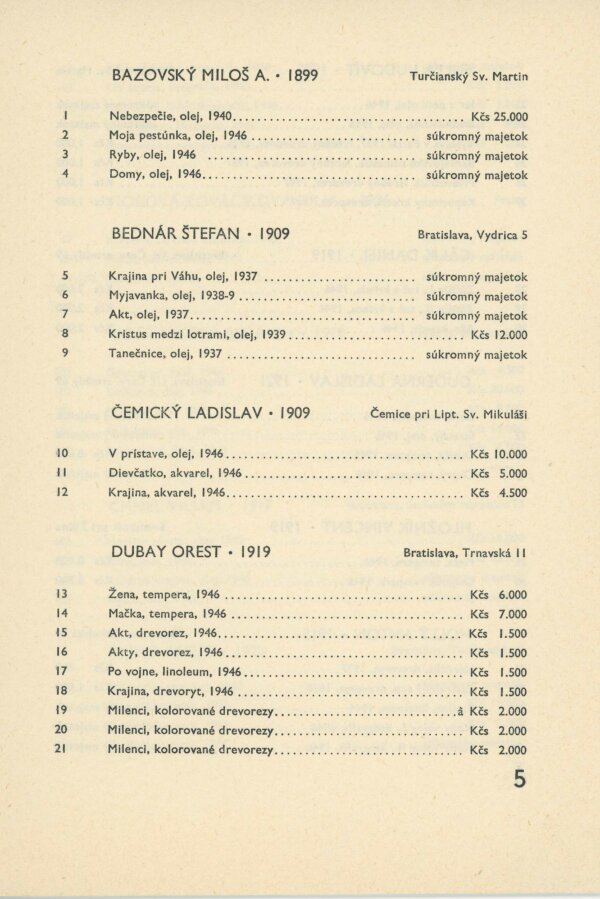 BAZOVSKÝ MILOŠ A. • 1899 Turčianský Sv. Martin
1 Nebezpečie, olej, 1940 Kčs 25.000
2 Moja pestúnka, olej, 1946 súkromný majetok
3 Ryby, olej, 1946 súkromný majetok
4 Domy, olej, 1946 súkromný majetok
BEDNÁR ŠTEFAN • 1909 Bratislava, Vydrica 5
5 Krajina pri Váhu, olej, 1937 súkromný majetok
6 Myjavanka, olej, 1938-9 súkromný majetok
7 Akt, olej, 1937 súkromný majetok
8 Kristus medzi lotrami, olej, 1939 Kčs 12.000
9 Tanečnice, olej, 1937 súkromný majetok
ČEMICKÝ LADISLAV • 1909 Čemice pri Lipt. Sv. Mikuláši
10 V prístave, olej, 1946 Kčs 10.000
11 Dievčatko, akvarel, 1946 Kčs 5.000
12 Krajina, akvarel, 1946 Kčs 4.500
DUBAY OREST • 1919 Bratislava, Trnavská 11
13 Žena, tempera, 1946 Kčs 6.000
14 Mačka, tempera, 1946 Kčs 7.000
15 Akt, drevorez, 1946 Kčs 1.500
16 Akty, drevorez, 1946 Kčs 1.500
17 Po vojne, linoleum, 1946 Kčs 1.500
18 Krajina, drevoryt, 1946 Kčs 1.500
19 Milenci, kolorované drevorezy à Kčs 2.000
20 Milenci, kolorované drevorezy Kčs 2.000
21 Milenci, kolorované drevorezy Kčs 2.000
5